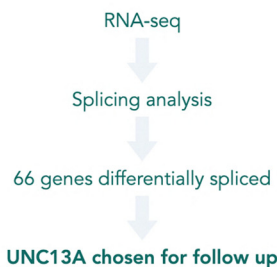 RNA-seq
Splicing analysis
66 genes differentially spliced
UNC13A chosen for follow up